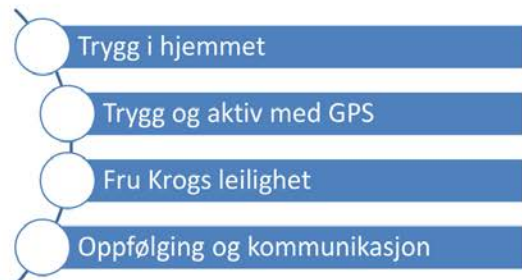 Trygg i hjemmet
Trygg og aktiv med GPS
Fru Krogs leilighet
Oppfølging og kommunikasjon